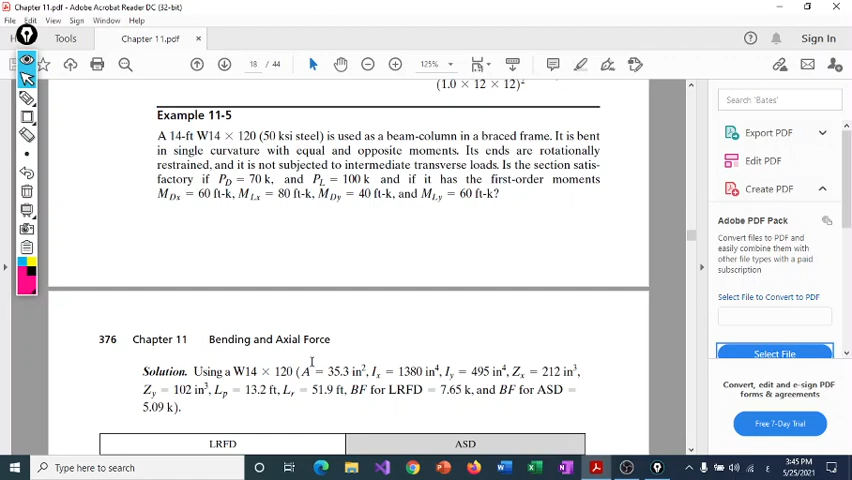 Chapter 11.pdf - Adobe Acrobat Reader DC (32-bit)
File Edit View Sign Window Help
Tools
Chapter 11.pdf ×
Sign In
18 / 44
125%
(1.0 × 12 × 12)²
Example 11-5
A 14-ft W14 × 120 (50 ksi steel) is used as a beam-column in a braced frame. It is bent
in single curvature with equal and opposite moments. Its ends are rotationally
restrained, and it is not subjected to intermediate transverse loads. Is the section satis-
factory if P_D = 70 k, and P_L = 100 k and if it has the first-order moments
M_Dx = 60 ft-k, M_Lx = 80 ft-k, M_Dy = 40 ft-k, and M_Ly = 60 ft-k?
376 Chapter 11 Bending and Axial Force
Solution. Using a W14 × 120 (A = 35.3 in², I_x = 1380 in⁴, I_y = 495 in⁴, Z_x = 212 in³,
Z_y = 102 in³, L_p = 13.2 ft, L_r = 51.9 ft, BF for LRFD = 7.65 k, and BF for ASD =
5.09 k).
LRFD ASD
Search 'Bates'
Export PDF
Edit PDF
Create PDF
Adobe PDF Pack
Convert files to PDF and
easily combine them with
other file types with a paid
subscription
Select File to Convert to PDF
Select File
Convert, edit and e-sign PDF
forms & agreements
Free 7-Day Trial
Type here to search
3:45 PM
5/25/2021